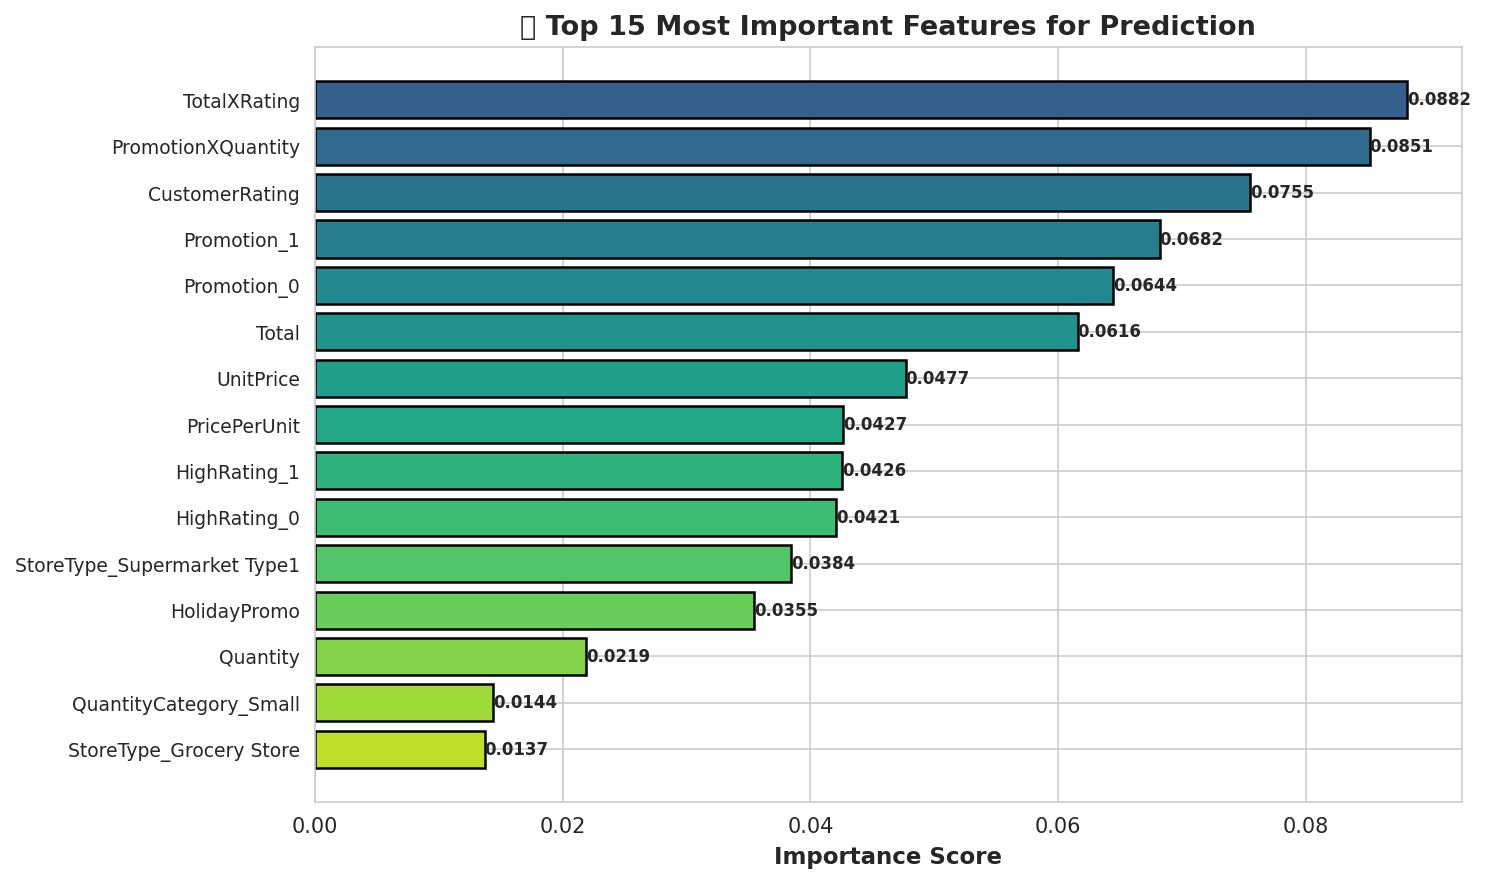 Top 15 Most Important Features for Prediction
TotalXRating 0.0882
PromotionXQuantity 0.0851
CustomerRating 0.0755
Promotion_1 0.0682
Promotion_0 0.0644
Total 0.0616
UnitPrice 0.0477
PricePerUnit 0.0427
HighRating_1 0.0426
HighRating_0 0.0421
StoreType_Supermarket Type1 0.0384
HolidayPromo 0.0355
Quantity 0.0219
QuantityCategory_Small 0.0144
StoreType_Grocery Store 0.0137
0.00 0.02 0.04 0.06 0.08
Importance Score